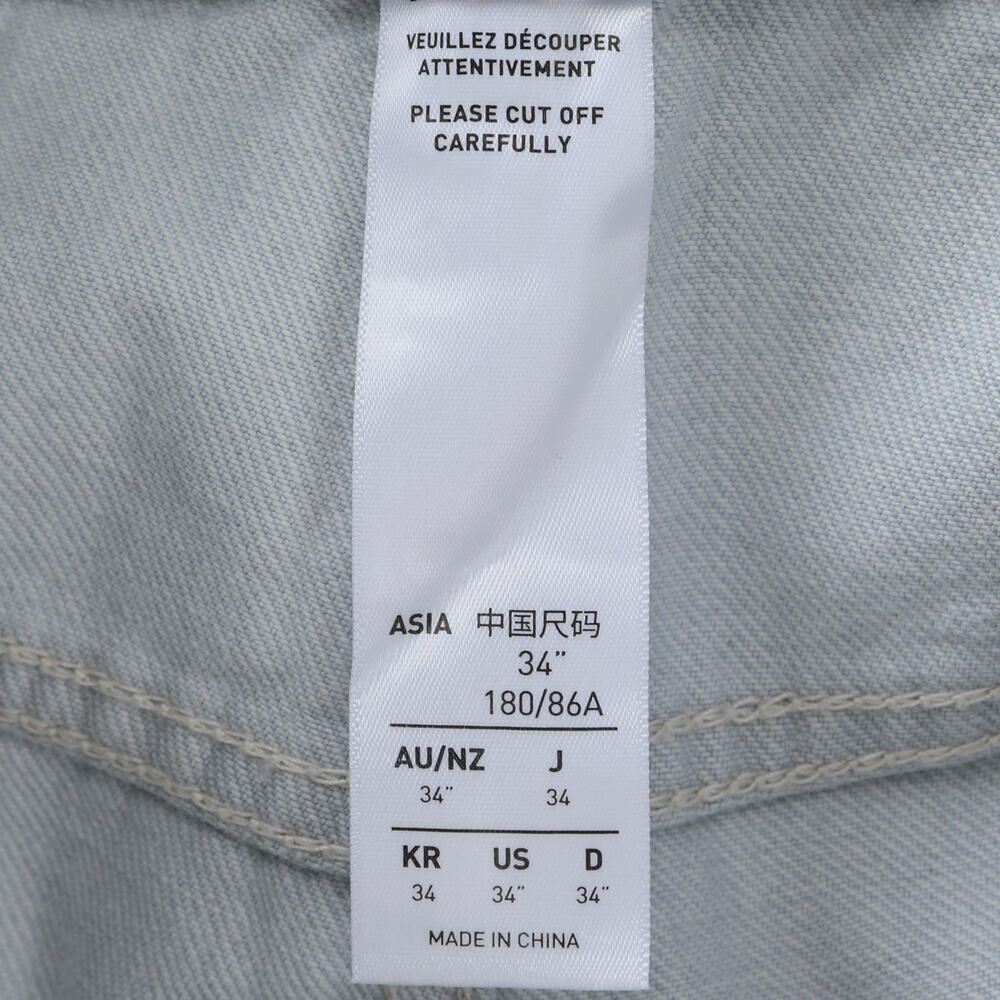 VEUILLEZ DÉCOUPER
ATTENTIVEMENT
PLEASE CUT OFF
CAREFULLY
ASIA 中国尺码
34”
180/86A
AU/NZ J
34" 34
KR US D
34 34” 34”
MADE IN CHINA